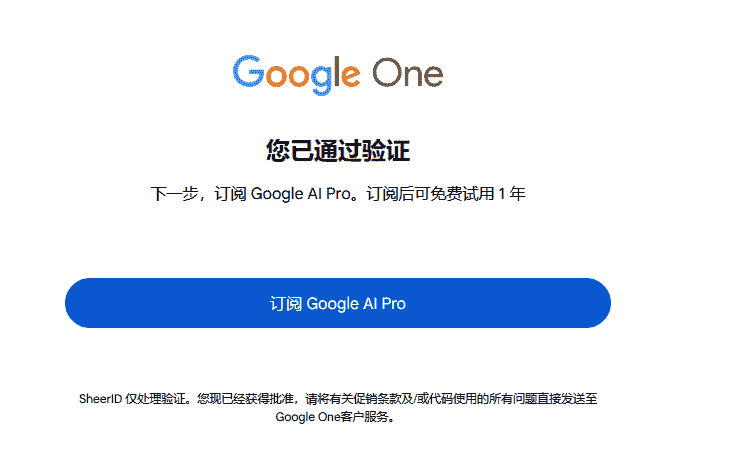 Google One
您已通过验证
下一步，订阅 Google AI Pro。订阅后可免费试用 1 年
订阅 Google AI Pro
SheerID 仅处理验证。您现已经获得批准，请将有关促销条款及/或代码使用的所有问题直接发送至
Google One客户服务。